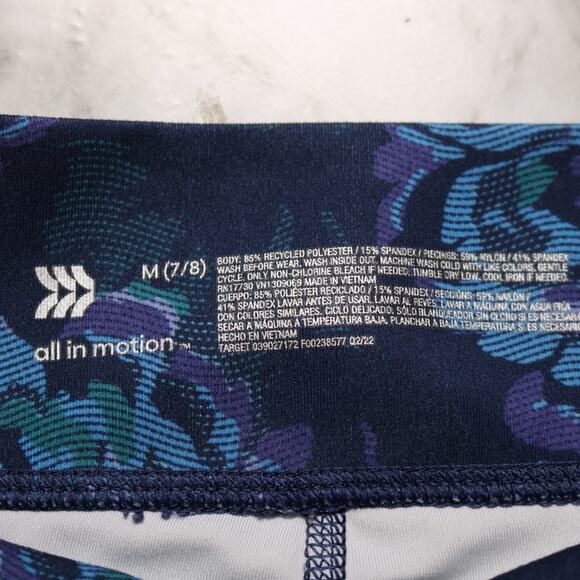 all in motion™
M (7/8)
BODY: 85% RECYCLED POLYESTER / 15% SPANDEX / PIECINGS: 59% NYLON / 41% SPANDEX
WASH BEFORE WEAR. WASH INSIDE OUT. MACHINE WASH COLD WITH LIKE COLORS, GENTLE
CYCLE. ONLY NON-CHLORINE BLEACH IF NEEDED. TUMBLE DRY LOW. COOL IRON IF NEEDED.
RN17730 VN1309069 MADE IN VIETNAM
CUERPO: 85% POLIÉSTER RECICLADO / 15% SPANDEX / SECCIONS: 59% NAILON /
41% SPANDEX LAVAR ANTES DE USAR. LAVAR AL REVÉS. LAVAR A MÁQUINA CON AGUA FRÍA
CON COLORES SIMILARES. CICLO DELICADO. SÓLO BLANQUEADOR SIN CLORO SI ES NECESARIO.
SECAR A MÁQUINA A TEMPERATURA BAJA. PLANCHAR A BAJA TEMPERATURA SI ES NECESARIO.
HECHO EN VIETNAM
TARGET 039027172 F00238577 Q2/22